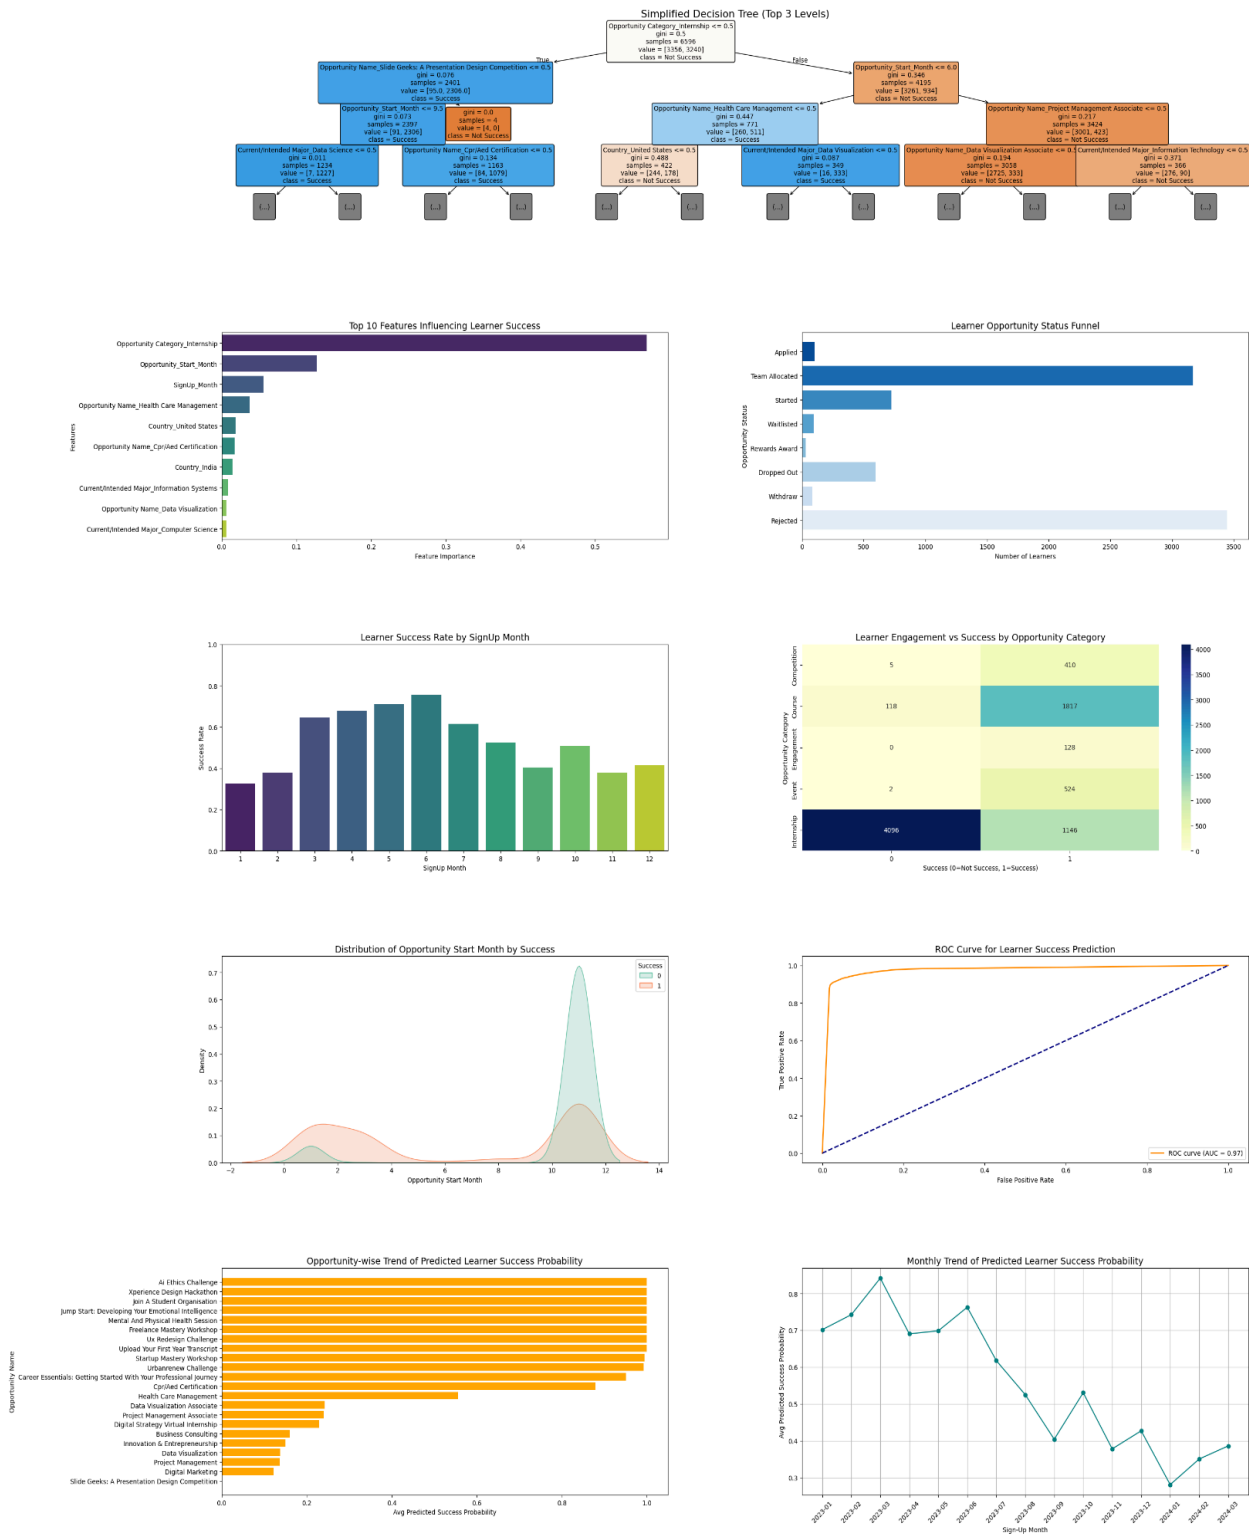 Simplified Decision Tree (Top 3 Levels)
Opportunity Category_Internship <= 0.5
gini = 0.5
samples = 6596
value = [3356, 3240]
class = Not Success
True
False
Opportunity Name_Slide Geeks: A Presentation Design Competition <= 0.5
gini = 0.076
samples = 2401
value = [95.0, 2306.0]
class = Success
Opportunity_Start_Month <= 6.0
gini = 0.346
samples = 4195
value = [3261, 934]
class = Not Success
Opportunity_Start_Month <= 9.5
gini = 0.073
samples = 2397
value = [91, 2306]
class = Success
gini = 0.0
samples = 4
value = [4, 0]
class = Not Success
Opportunity Name_Health Care Management <= 0.5
gini = 0.447
samples = 771
value = [260, 511]
class = Success
Opportunity Name_Project Management Associate <= 0.5
gini = 0.217
samples = 3424
value = [3001, 423]
class = Not Success
Current/Intended Major_Data Science <= 0.5
gini = 0.011
samples = 1234
value = [7, 1227]
class = Success
Opportunity Name_Cpr/Aed Certification <= 0.5
gini = 0.134
samples = 1163
value = [84, 1079]
class = Success
Country_United States <= 0.5
gini = 0.488
samples = 422
value = [244, 178]
class = Not Success
Current/Intended Major_Data Visualization <= 0.5
gini = 0.087
samples = 349
value = [16, 333]
class = Success
Opportunity Name_Data Visualization Associate <= 0.5
gini = 0.194
samples = 3058
value = [2725, 333]
class = Not Success
Current/Intended Major_Information Technology <= 0.5
gini = 0.371
samples = 366
value = [276, 90]
class = Not Success
(...) (...) (...) (...) (...) (...) (...) (...) (...) (...) (...) (...)
Top 10 Features Influencing Learner Success
Features
Opportunity Category_Internship
Opportunity_Start_Month
SignUp_Month
Opportunity Name_Health Care Management
Country_United States
Opportunity Name_Cpr/Aed Certification
Country_India
Current/Intended Major_Information Systems
Opportunity Name_Data Visualization
Current/Intended Major_Computer Science
0.0 0.1 0.2 0.3 0.4 0.5
Feature Importance
Learner Opportunity Status Funnel
Opportunity Status
Applied
Team Allocated
Started
Waitlisted
Rewards Award
Dropped Out
Withdraw
Rejected
0 500 1000 1500 2000 2500 3000 3500
Number of Learners
Learner Success Rate by SignUp Month
Success Rate
1.0
0.8
0.6
0.4
0.2
0.0
1 2 3 4 5 6 7 8 9 10 11 12
SignUp Month
Learner Engagement vs Success by Opportunity Category
Opportunity Category
Competition
5 410
Course
118 1817
Engagement
0 128
Event
2 524
Internship
4096 1146
0 1
Success (0=Not Success, 1=Success)
4000
3500
3000
2500
2000
1500
1000
500
0
Distribution of Opportunity Start Month by Success
Density
0.7
0.6
0.5
0.4
0.3
0.2
0.1
0.0
Success
0
1
−2 0 2 4 6 8 10 12 14
Opportunity Start Month
ROC Curve for Learner Success Prediction
True Positive Rate
1.0
0.8
0.6
0.4
0.2
0.0
ROC curve (AUC = 0.97)
0.0 0.2 0.4 0.6 0.8 1.0
False Positive Rate
Opportunity-wise Trend of Predicted Learner Success Probability
Opportunity Name
Ai Ethics Challenge
Xperience Design Hackathon
Join A Student Organisation
Jump Start: Developing Your Emotional Intelligence
Mental And Physical Health Session
Freelance Mastery Workshop
Ux Redesign Challenge
Upload Your First Year Transcript
Startup Mastery Workshop
Urbanrenew Challenge
Career Essentials: Getting Started With Your Professional Journey
Cpr/Aed Certification
Health Care Management
Data Visualization Associate
Project Management Associate
Digital Strategy Virtual Internship
Business Consulting
Innovation & Entrepreneurship
Data Visualization
Project Management
Digital Marketing
Slide Geeks: A Presentation Design Competition
0.0 0.2 0.4 0.6 0.8 1.0
Avg Predicted Success Probability
Monthly Trend of Predicted Learner Success Probability
Avg Predicted Success Probability
0.8
0.7
0.6
0.5
0.4
0.3
2023-01 2023-02 2023-03 2023-04 2023-05 2023-06 2023-07 2023-08 2023-09 2023-10 2023-11 2023-12 2024-01 2024-02 2024-03
Sign-Up Month